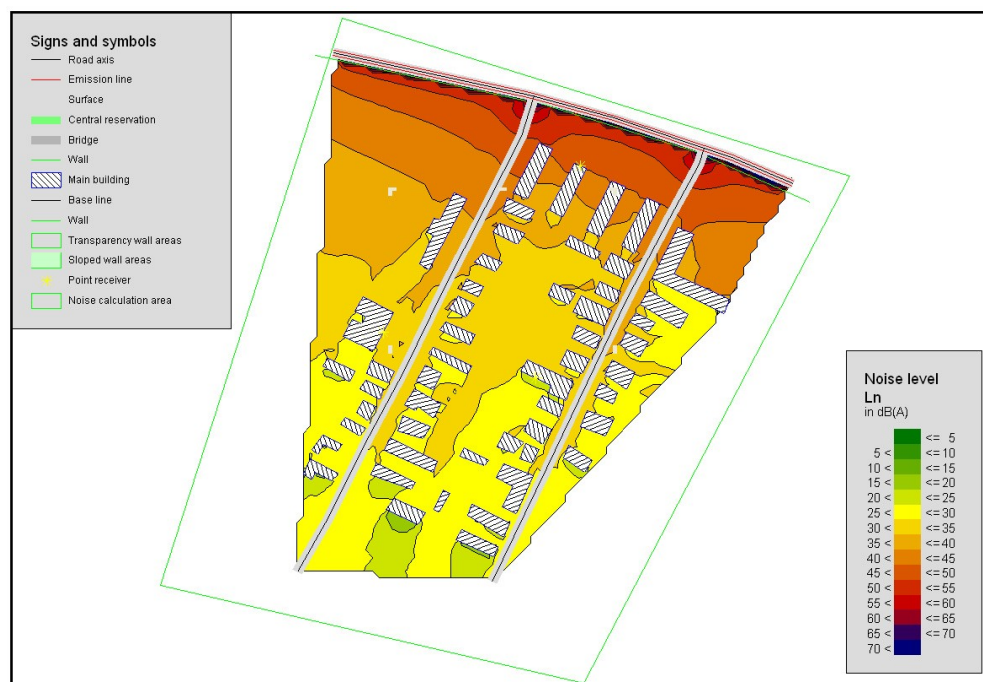 Signs and symbols
Road axis
Emission line
Surface
Central reservation
Bridge
Wall
Main building
Base line
Wall
Transparency wall areas
Sloped wall areas
Point receiver
Noise calculation area
Noise level
Ln
in dB(A)
<= 5
5 < <= 10
10 < <= 15
15 < <= 20
20 < <= 25
25 < <= 30
30 < <= 35
35 < <= 40
40 < <= 45
45 < <= 50
50 < <= 55
55 < <= 60
60 < <= 65
65 < <= 70
70 <